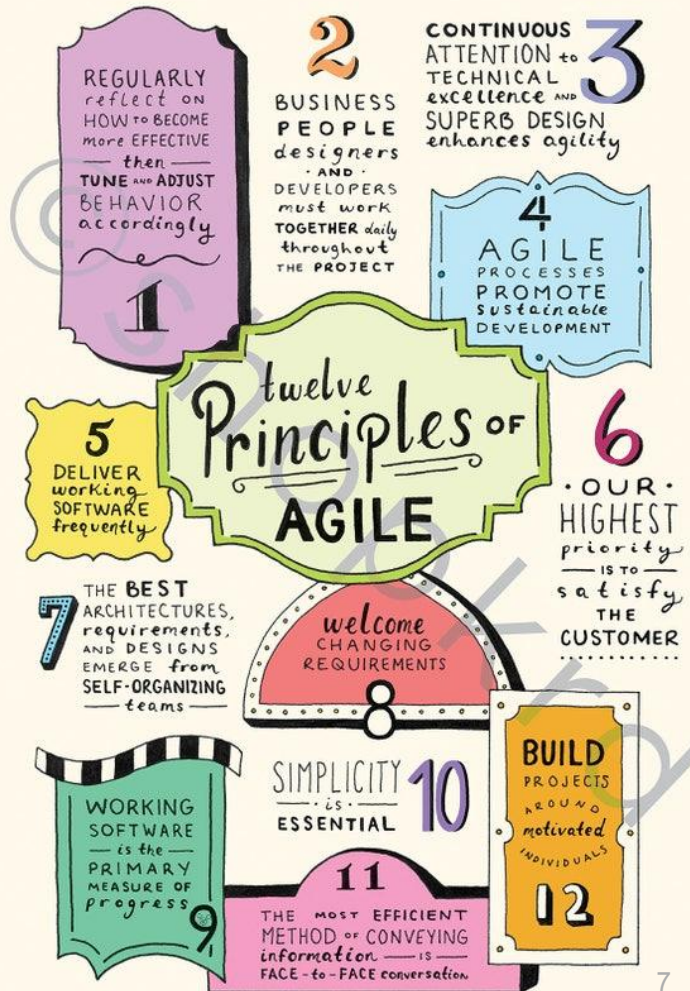 REGULARLY
reflect ON
HOW to BECOME
more EFFECTIVE
then
TUNE AND ADJUST
BEHAVIOR
accordingly
1
2
BUSINESS
PEOPLE
designers
· AND ·
DEVELOPERS
must work
TOGETHER daily
throughout
THE PROJECT
3
CONTINUOUS
ATTENTION to
TECHNICAL
excellence AND
SUPERB DESIGN
enhances agility
4
AGILE
PROCESSES
PROMOTE
sustainable
DEVELOPMENT
twelve
Principles OF
AGILE
5
DELIVER
working
SOFTWARE
frequently
6
· OUR ·
HIGHEST
priority
IS TO
satisfy
THE
CUSTOMER
7
THE BEST
ARCHITECTURES,
requirements,
AND DESIGNS
EMERGE from
SELF-ORGANIZING
teams
welcome
CHANGING
REQUIREMENTS
8
WORKING
SOFTWARE
is the
PRIMARY
MEASURE OF
progress
9
SIMPLICITY
· is ·
ESSENTIAL
10
11
THE MOST EFFICIENT
METHOD OF CONVEYING
information IS
FACE-to-FACE conversation
BUILD
PROJECTS
AROUND
motivated
INDIVIDUALS
12
© shopkrd
7